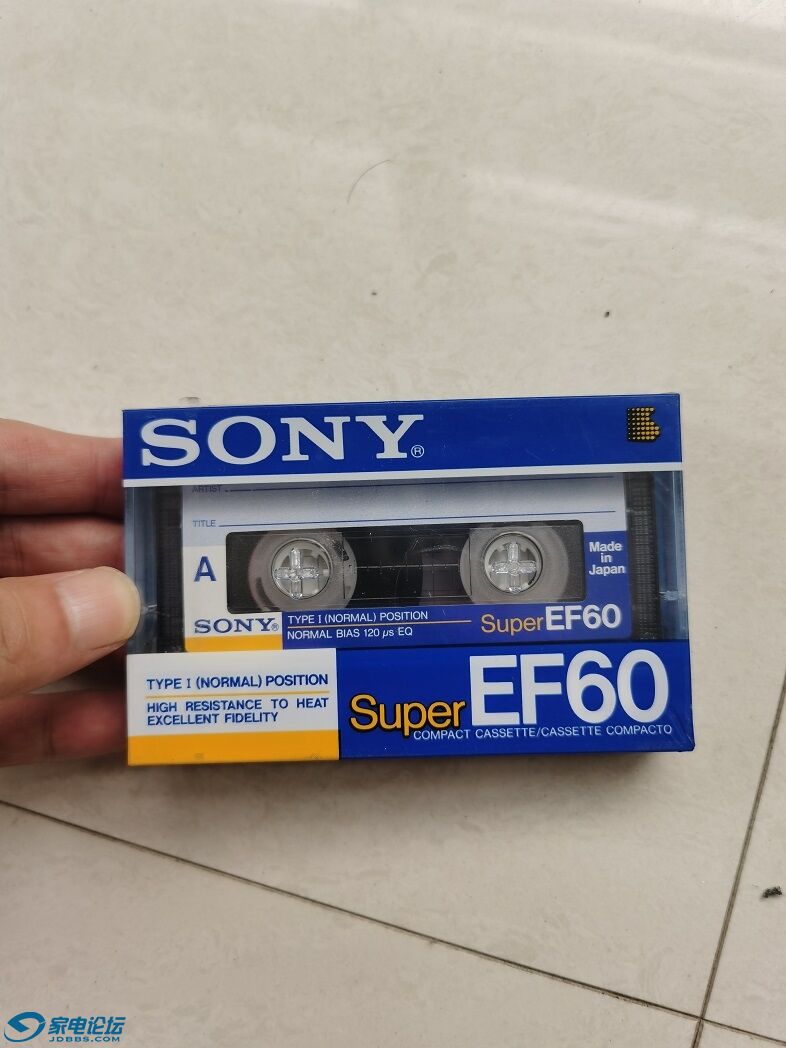 SONY®
ARTIST
TITLE
A
Made
in
Japan
SONY®
TYPE I (NORMAL) POSITION
NORMAL BIAS 120 μs EQ
Super EF60
TYPE I (NORMAL) POSITION
HIGH RESISTANCE TO HEAT
EXCELLENT FIDELITY
Super EF60
COMPACT CASSETTE/CASSETTE COMPACTO
家电论坛
JDBBS.COM